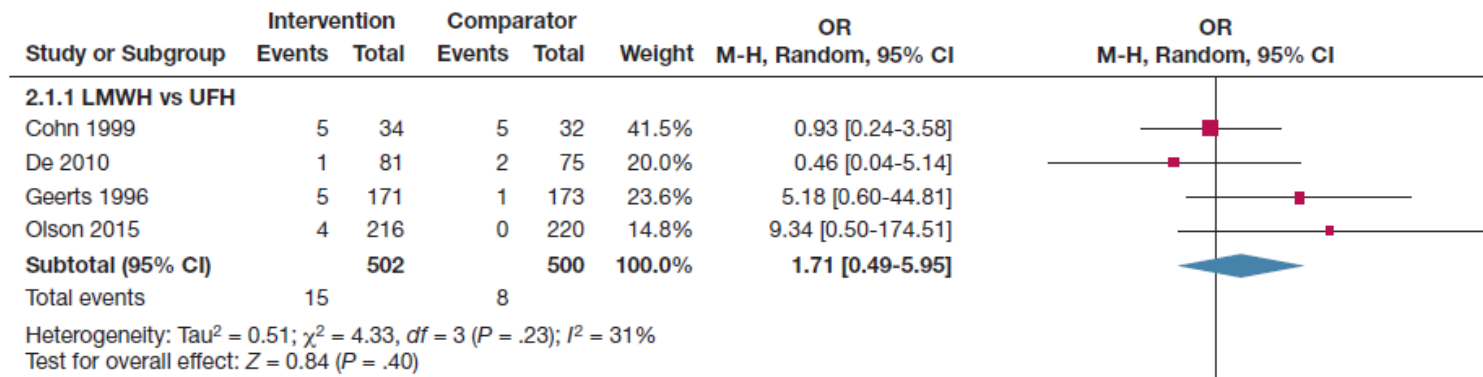 Intervention Comparator OR OR
Study or Subgroup Events Total Events Total Weight M-H, Random, 95% CI M-H, Random, 95% CI
2.1.1 LMWH vs UFH
Cohn 1999 5 34 5 32 41.5% 0.93 [0.24-3.58]
De 2010 1 81 2 75 20.0% 0.46 [0.04-5.14]
Geerts 1996 5 171 1 173 23.6% 5.18 [0.60-44.81]
Olson 2015 4 216 0 220 14.8% 9.34 [0.50-174.51]
Subtotal (95% CI) 502 500 100.0% 1.71 [0.49-5.95]
Total events 15 8
Heterogeneity: Tau² = 0.51; χ² = 4.33, df = 3 (P = .23); I² = 31%
Test for overall effect: Z = 0.84 (P = .40)